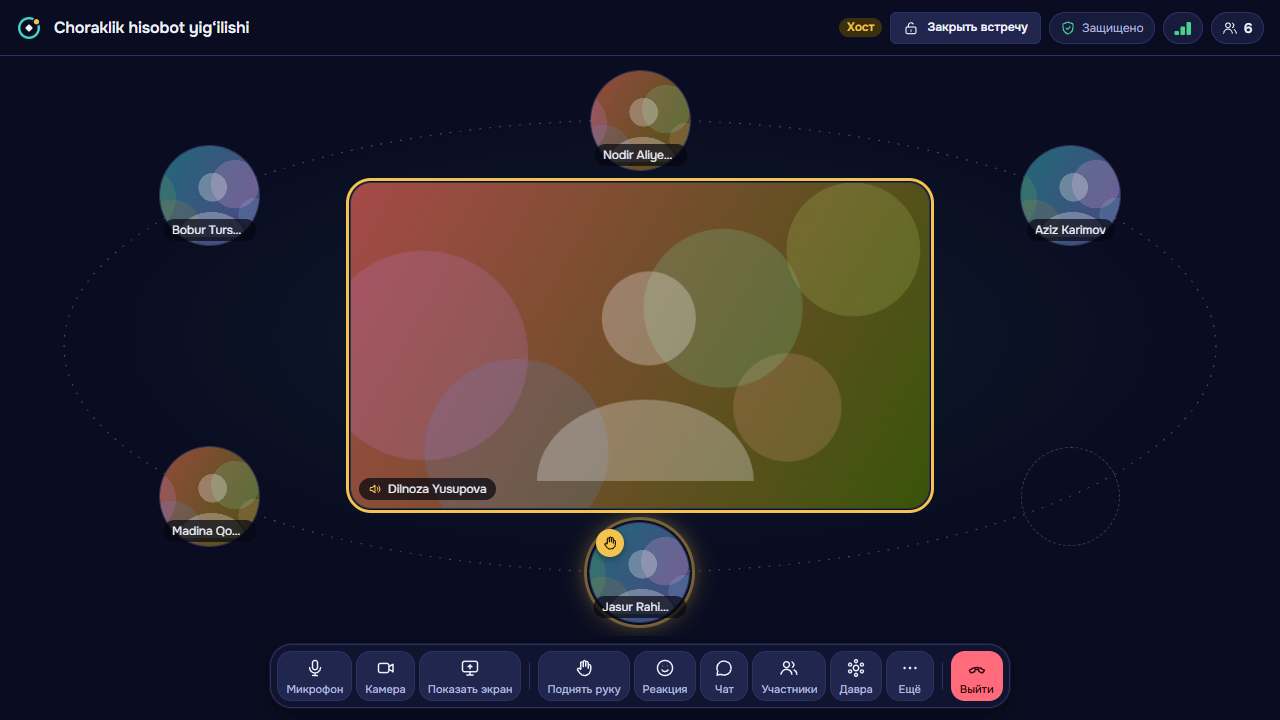 Choraklik hisobot yig‘ilishi
Хост
Закрыть встречу
Защищено
6
Nodir Aliye...
Bobur Turs...
Aziz Karimov
Dilnoza Yusupova
Madina Qo...
Jasur Rahi...
Микрофон
Камера
Показать экран
Поднять руку
Реакция
Чат
Участники
Давра
Ещё
Выйти